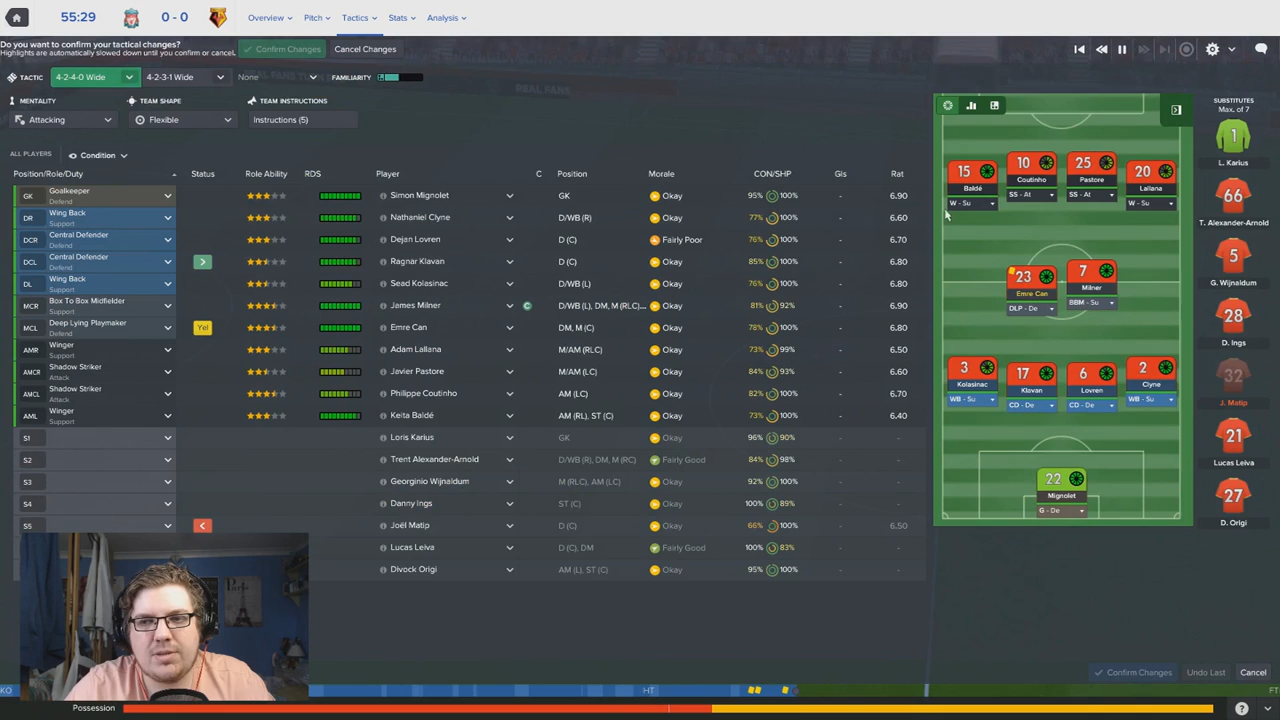 55:29 0 - 0 Overview Pitch Tactics Stats Analysis
Do you want to confirm your tactical changes? Confirm Changes Cancel Changes
Highlights are automatically slowed down until you confirm or cancel.
TACTIC 4-2-4-0 Wide 4-2-3-1 Wide None FAMILIARITY
REAL FANS
MENTALITY TEAM SHAPE TEAM INSTRUCTIONS
Attacking Flexible Instructions (5)
ALL PLAYERS Condition
Position/Role/Duty Status Role Ability RDS Player C Position Morale CON/SHP Gls Rat
GK Goalkeeper Defend Simon Mignolet GK Okay 95% 100% - 6.90
DR Wing Back Support Nathaniel Clyne D/WB (R) Okay 77% 100% - 6.60
DCR Central Defender Defend Dejan Lovren D (C) Fairly Poor 76% 100% - 6.70
DCL Central Defender Defend Ragnar Klavan D (C) Okay 85% 100% - 6.80
DL Wing Back Support Sead Kolasinac D/WB (L) Okay 76% 100% - 6.80
MCR Box To Box Midfielder Support James Milner C D/WB (L), DM, M (RLC),... Okay 81% 92% - 6.90
MCL Deep Lying Playmaker Defend Yel Emre Can DM, M (C) Okay 78% 100% - 6.80
AMR Winger Support Adam Lallana M/AM (RLC) Okay 73% 99% - 6.50
AMCR Shadow Striker Attack Javier Pastore M/AM (LC) Okay 84% 93% - 6.60
AMCL Shadow Striker Attack Philippe Coutinho AM (LC) Okay 82% 100% - 6.70
AML Winger Support Keita Baldé AM (RL), ST (C) Okay 73% 100% - 6.40
S1 Loris Karius GK Okay 96% 90% - -
S2 Trent Alexander-Arnold D/WB (R), DM, M (RC) Fairly Good 84% 98% - -
S3 Georginio Wijnaldum M (RLC), AM (LC) Okay 92% 100% - -
S4 Danny Ings ST (C) Okay 100% 89% - -
S5 Joël Matip D (C) Okay 66% 100% - 6.50
Lucas Leiva D (C), DM Fairly Good 100% 83% - -
Divock Origi AM (L), ST (C) Okay 95% 100% - -
15 10 25 20
Baldé Coutinho Pastore Lallana
W - Su SS - At SS - At W - Su
23 7
Emre Can Milner
DLP - De BBM - Su
3 17 6 2
Kolasinac Klavan Lovren Clyne
WB - Su CD - De CD - De WB - Su
22
Mignolet
G - De
SUBSTITUTES
Max. of 7
1
L. Karius
66
T. Alexander-Arnold
5
G. Wijnaldum
28
D. Ings
32
J. Matip
21
Lucas Leiva
27
D. Origi
Confirm Changes Undo Last Cancel
KO HT FT
Possession ?